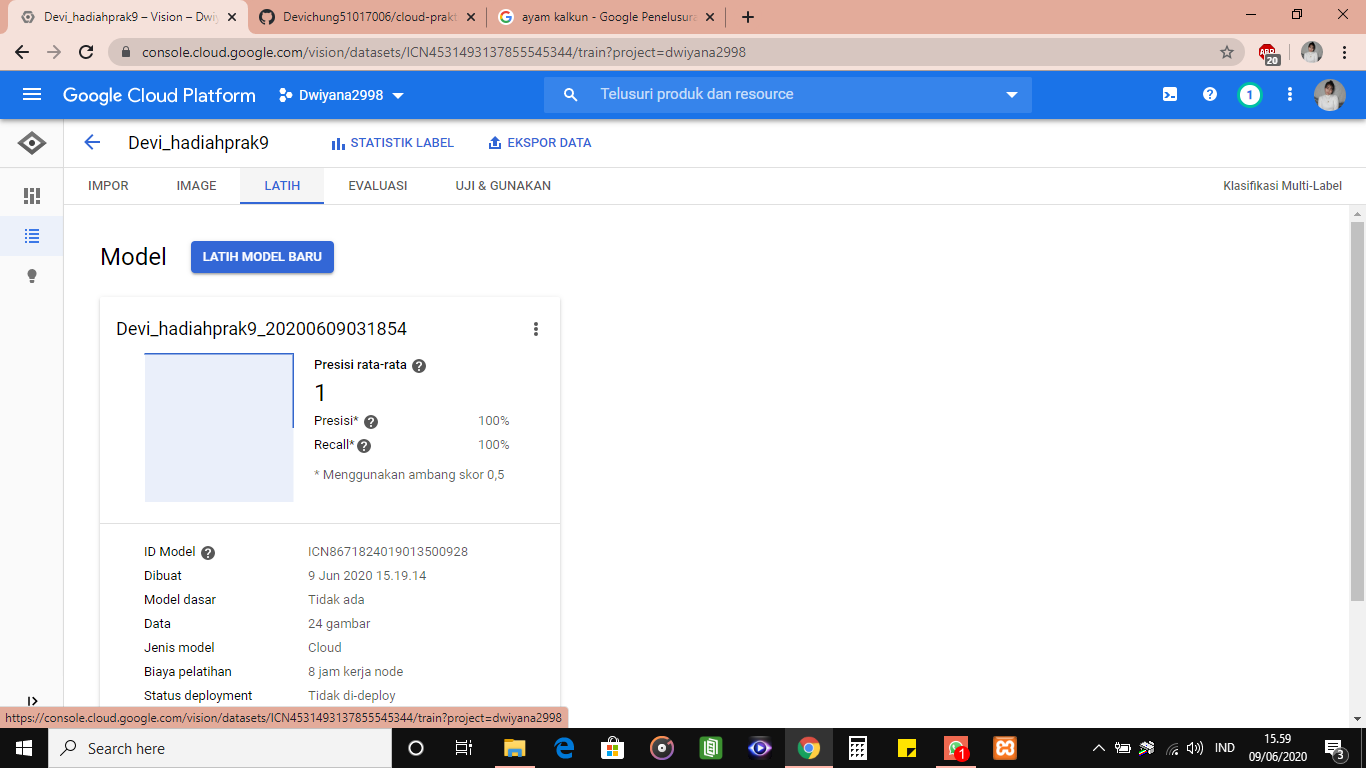 Devi_hadiahprak9 – Vision – Dwiy
Devichung51017006/cloud-prakt
ayam kalkun - Google Penelusura
console.cloud.google.com/vision/datasets/ICN4531493137855545344/train?project=dwiyana2998
20
Google Cloud Platform
Dwiyana2998
Telusuri produk dan resource
1
Devi_hadiahprak9
STATISTIK LABEL
EKSPOR DATA
IMPOR
IMAGE
LATIH
EVALUASI
UJI & GUNAKAN
Klasifikasi Multi-Label
Model
LATIH MODEL BARU
Devi_hadiahprak9_20200609031854
Presisi rata-rata
1
Presisi* 100%
Recall* 100%
* Menggunakan ambang skor 0,5
ID Model ICN8671824019013500928
Dibuat 9 Jun 2020 15.19.14
Model dasar Tidak ada
Data 24 gambar
Jenis model Cloud
Biaya pelatihan 8 jam kerja node
Status deployment Tidak di-deploy
https://console.cloud.google.com/vision/datasets/ICN4531493137855545344/train?project=dwiyana2998
Search here
1
IND
15.59
09/06/2020
3